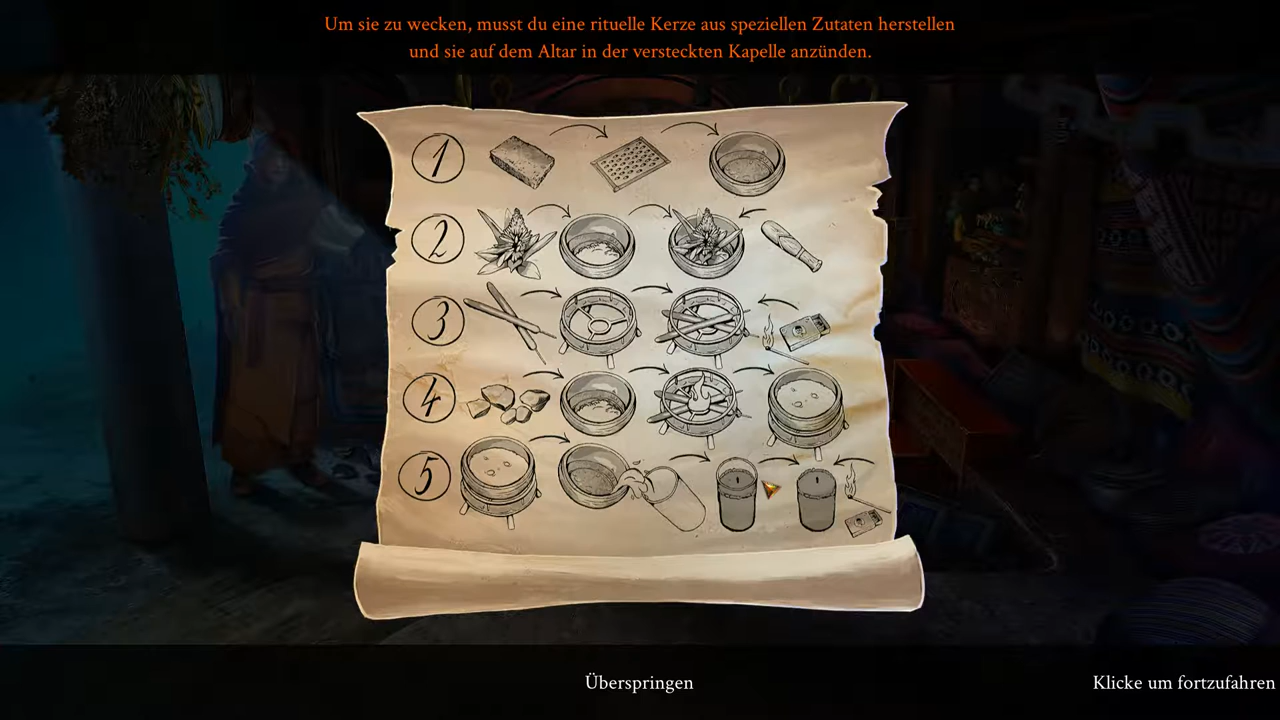 Um sie zu wecken, musst du eine rituelle Kerze aus speziellen Zutaten herstellen
und sie auf dem Altar in der versteckten Kapelle anzünden.
1
2
3
4
5
Überspringen
Klicke um fortzufahren